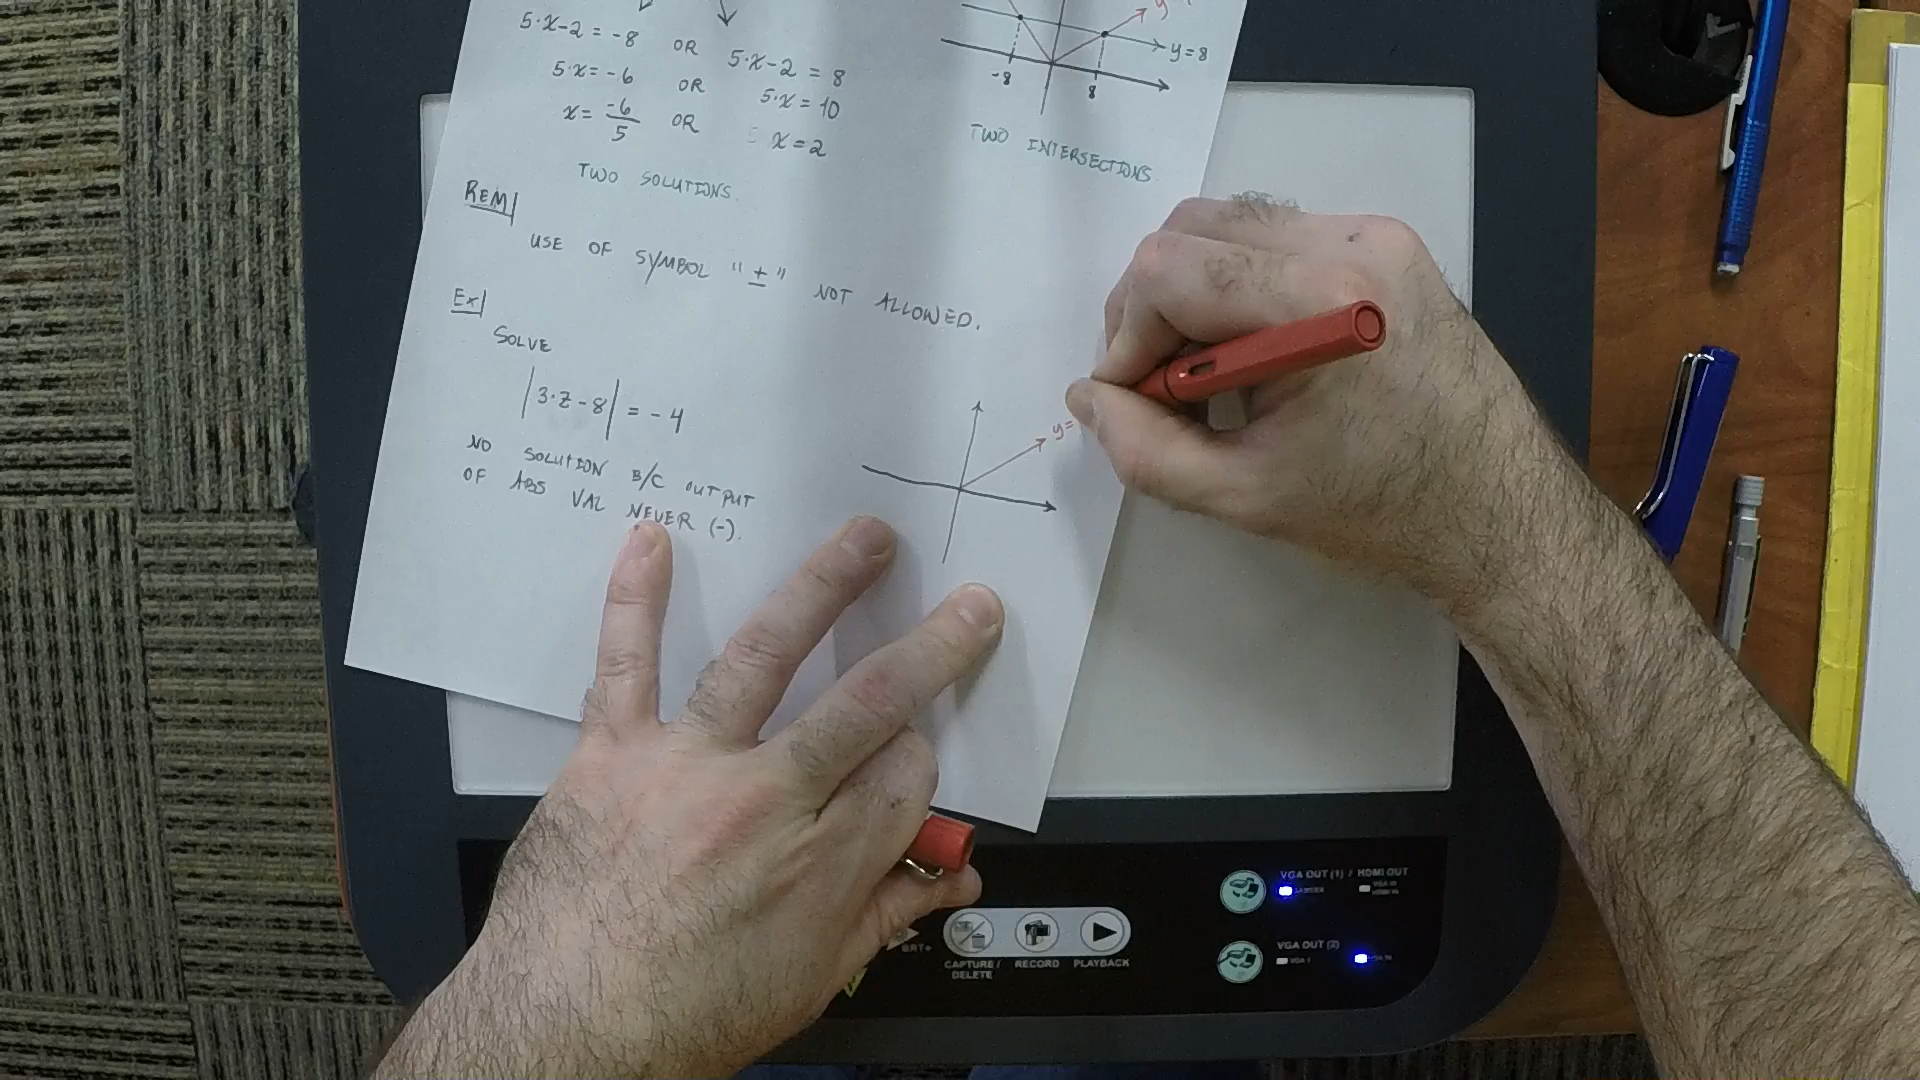 5·x-2 = -8 OR 5·x-2 = 8
5·x = -6 OR 5·x = 10
x = -6/5 OR x = 2
TWO SOLUTIONS.
y
y=8
-8 8
TWO INTERSECTIONS.
REM
USE OF SYMBOL "±" NOT ALLOWED.
Ex
SOLVE
|3·z-8| = -4
NO SOLUTION B/C OUTPUT
OF ABS VAL NEVER (-).
y=
BRT+
CAPTURE /
DELETE
RECORD
PLAYBACK
VGA OUT (1) / HDMI OUT
VGA OUT (2)